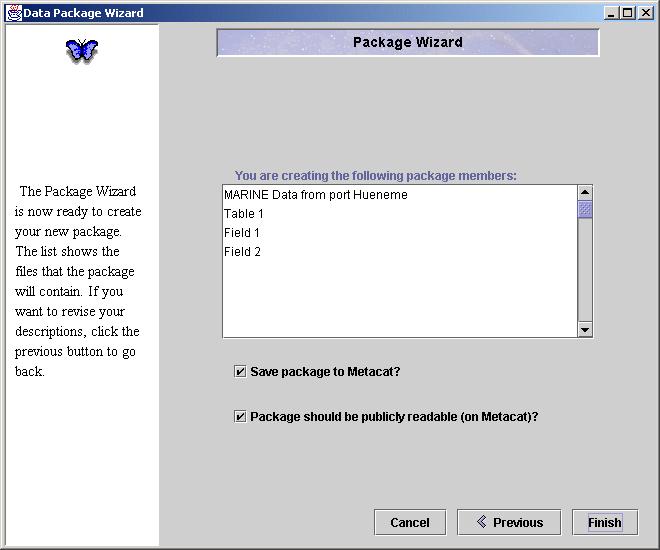 Data Package Wizard
Package Wizard
The Package Wizard
is now ready to create
your new package.
The list shows the
files that the package
will contain. If you
want to revise your
descriptions, click the
previous button to go
back.
You are creating the following package members:
MARINE Data from port Hueneme
Table 1
Field 1
Field 2
Save package to Metacat?
Package should be publicly readable (on Metacat)?
Cancel
Previous
Finish